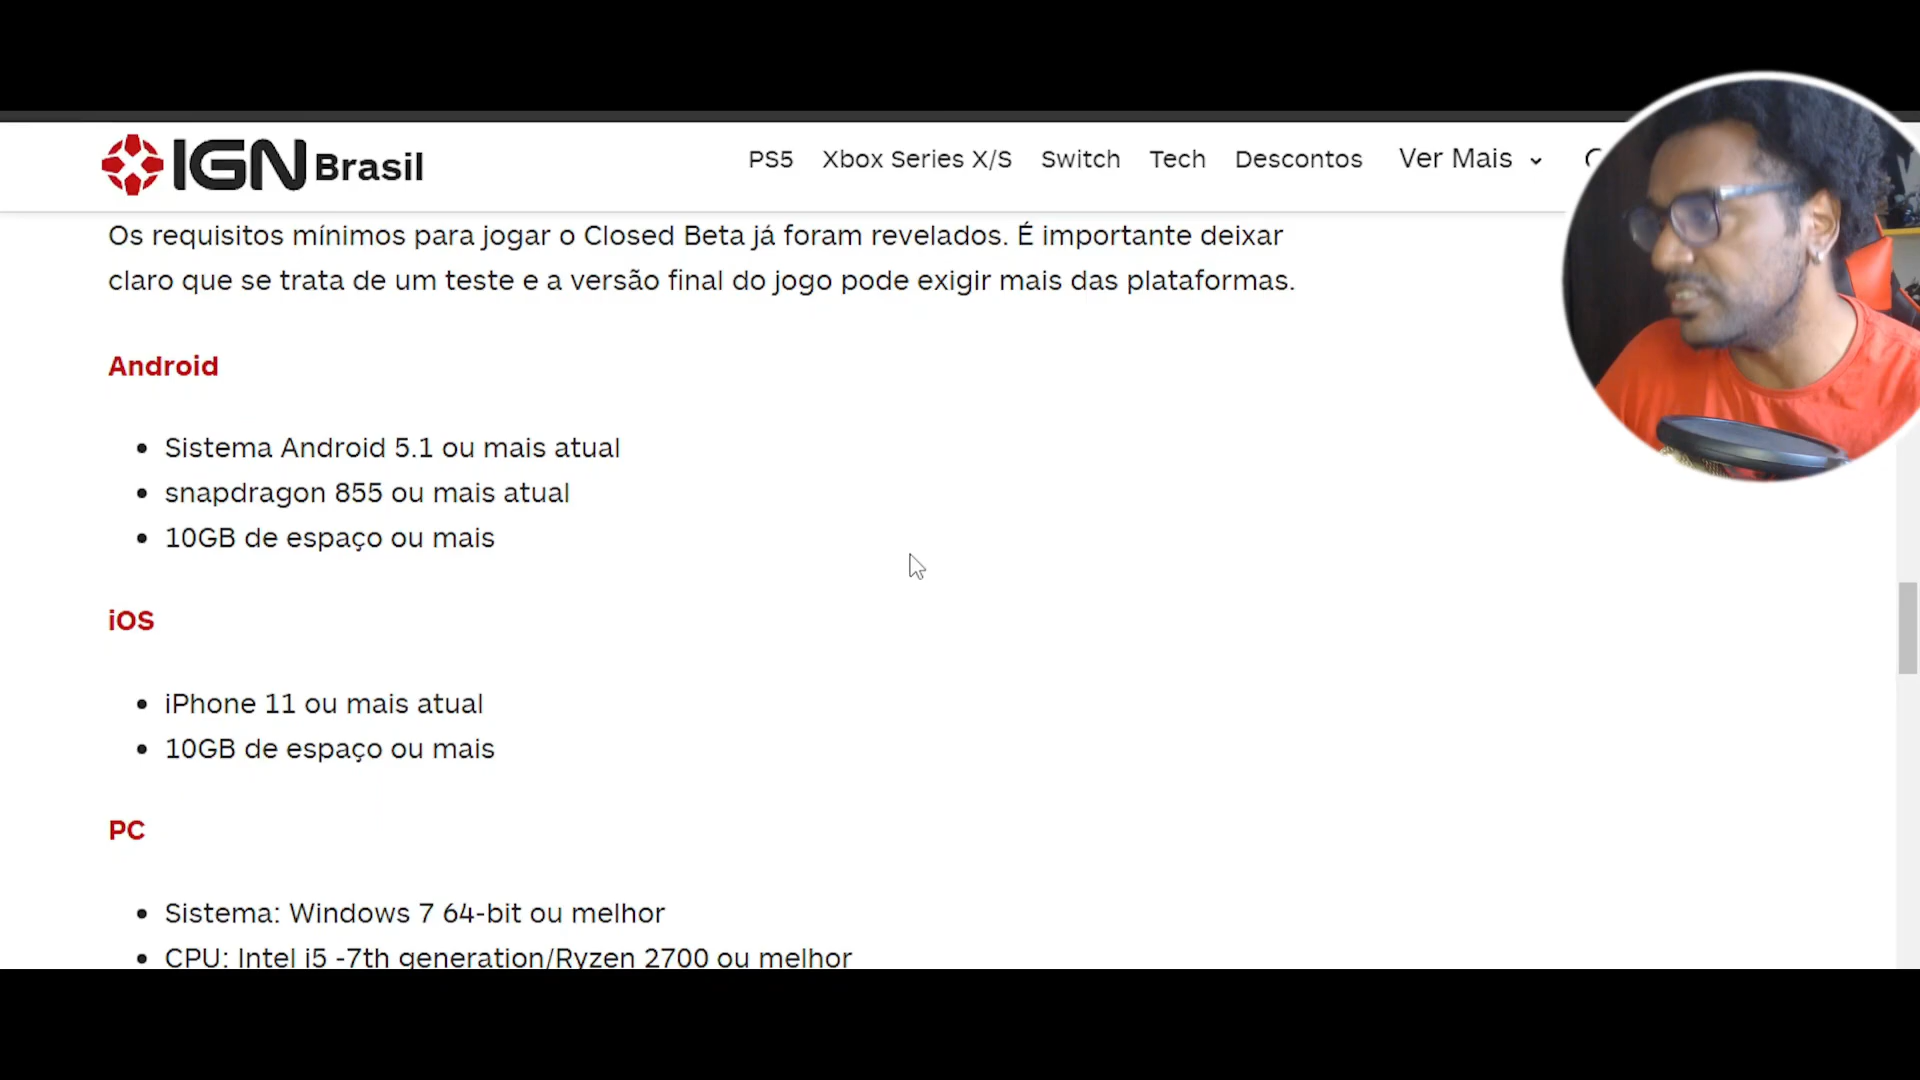 IGN Brasil
PS5 Xbox Series X/S Switch Tech Descontos Ver Mais
Os requisitos mínimos para jogar o Closed Beta já foram revelados. É importante deixar
claro que se trata de um teste e a versão final do jogo pode exigir mais das plataformas.
Android
• Sistema Android 5.1 ou mais atual
• snapdragon 855 ou mais atual
• 10GB de espaço ou mais
iOS
• iPhone 11 ou mais atual
• 10GB de espaço ou mais
PC
• Sistema: Windows 7 64-bit ou melhor
• CPU: Intel i5 -7th generation/Ryzen 2700 ou melhor